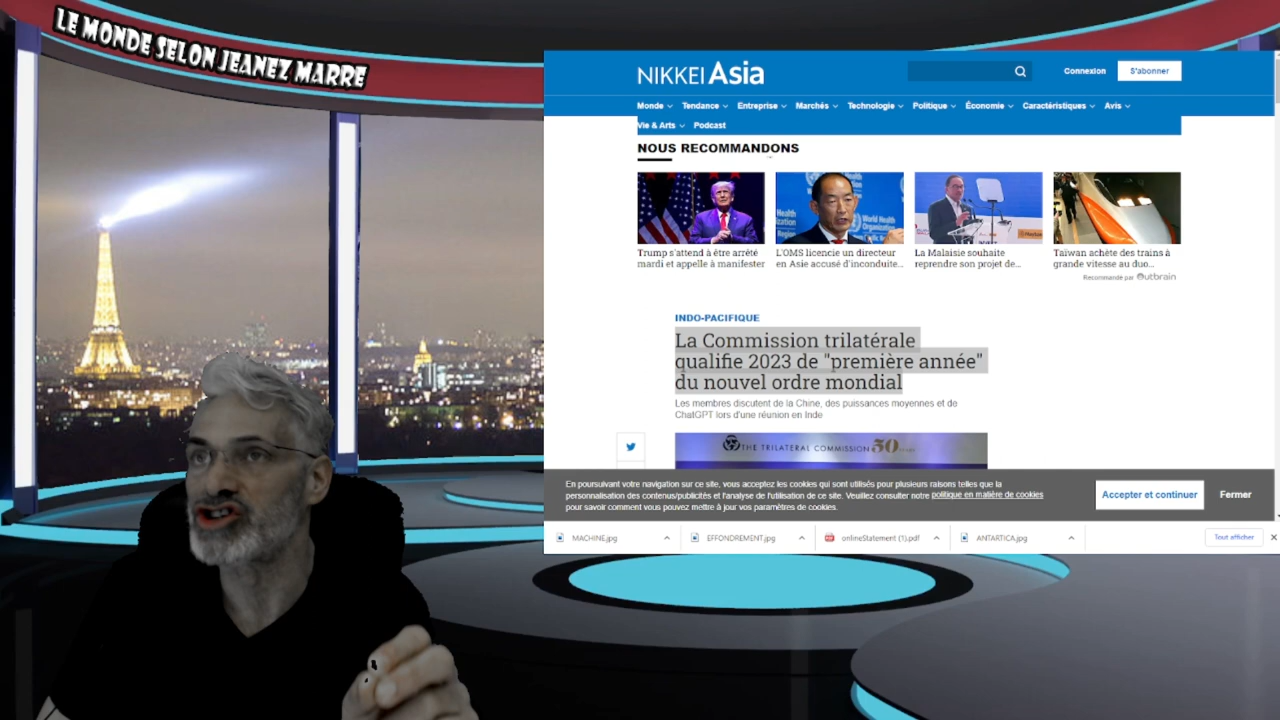 LE MONDE SELON JEANEZ MARRE
NIKKEI Asia
Connexion
S'abonner
Monde
Tendance
Entreprise
Marchés
Technologie
Politique
Économie
Caractéristiques
Avis
Vie & Arts
Podcast
NOUS RECOMMANDONS
Trump s'attend à être arrêté
mardi et appelle à manifester
L'OMS licencie un directeur
en Asie accusé d'inconduite...
La Malaisie souhaite
reprendre son projet de...
Taïwan achète des trains à
grande vitesse au duo...
Recommandé par Outbrain
INDO-PACIFIQUE
La Commission trilatérale
qualifie 2023 de "première année"
du nouvel ordre mondial
Les membres discutent de la Chine, des puissances moyennes et de
ChatGPT lors d'une réunion en Inde
THE TRILATERAL COMMISSION 50
En poursuivant votre navigation sur ce site, vous acceptez les cookies qui sont utilisés pour plusieurs raisons telles que la
personnalisation des contenus/publicités et l'analyse de l'utilisation de ce site. Veuillez consulter notre politique en matière de cookies
pour savoir comment vous pouvez mettre à jour vos paramètres de cookies.
Accepter et continuer
Fermer
MACHINE.jpg
EFFONDREMENT.jpg
onlineStatement (1).pdf
ANTARTICA.jpg
Tout afficher